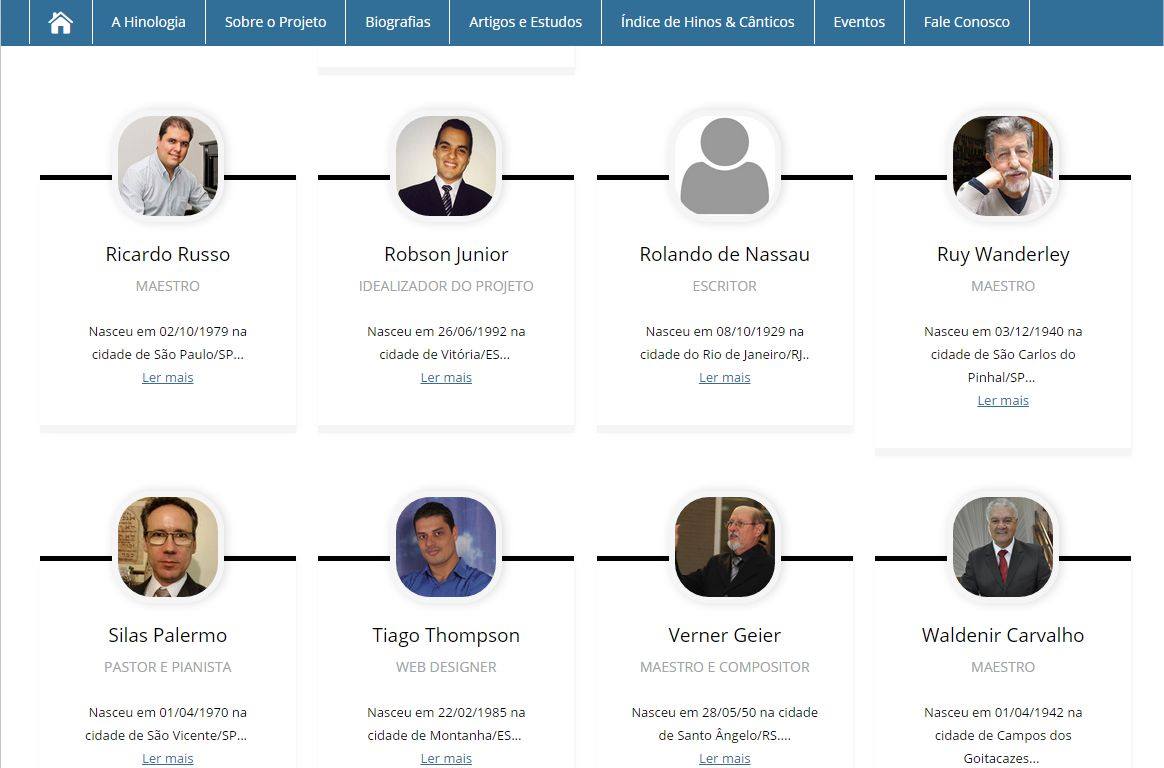 A Hinologia Sobre o Projeto Biografias Artigos e Estudos Índice de Hinos & Cânticos Eventos Fale Conosco
Ricardo Russo
MAESTRO
Nasceu em 02/10/1979 na
cidade de São Paulo/SP...
Ler mais
Robson Junior
IDEALIZADOR DO PROJETO
Nasceu em 26/06/1992 na
cidade de Vitória/ES...
Ler mais
Rolando de Nassau
ESCRITOR
Nasceu em 08/10/1929 na
cidade do Rio de Janeiro/RJ..
Ler mais
Ruy Wanderley
MAESTRO
Nasceu em 03/12/1940 na
cidade de São Carlos do
Pinhal/SP...
Ler mais
Silas Palermo
PASTOR E PIANISTA
Nasceu em 01/04/1970 na
cidade de São Vicente/SP...
Ler mais
Tiago Thompson
WEB DESIGNER
Nasceu em 22/02/1985 na
cidade de Montanha/ES...
Ler mais
Verner Geier
MAESTRO E COMPOSITOR
Nasceu em 28/05/50 na cidade
de Santo Ângelo/RS....
Ler mais
Waldenir Carvalho
MAESTRO
Nasceu em 01/04/1942 na
cidade de Campos dos
Goitacazes...